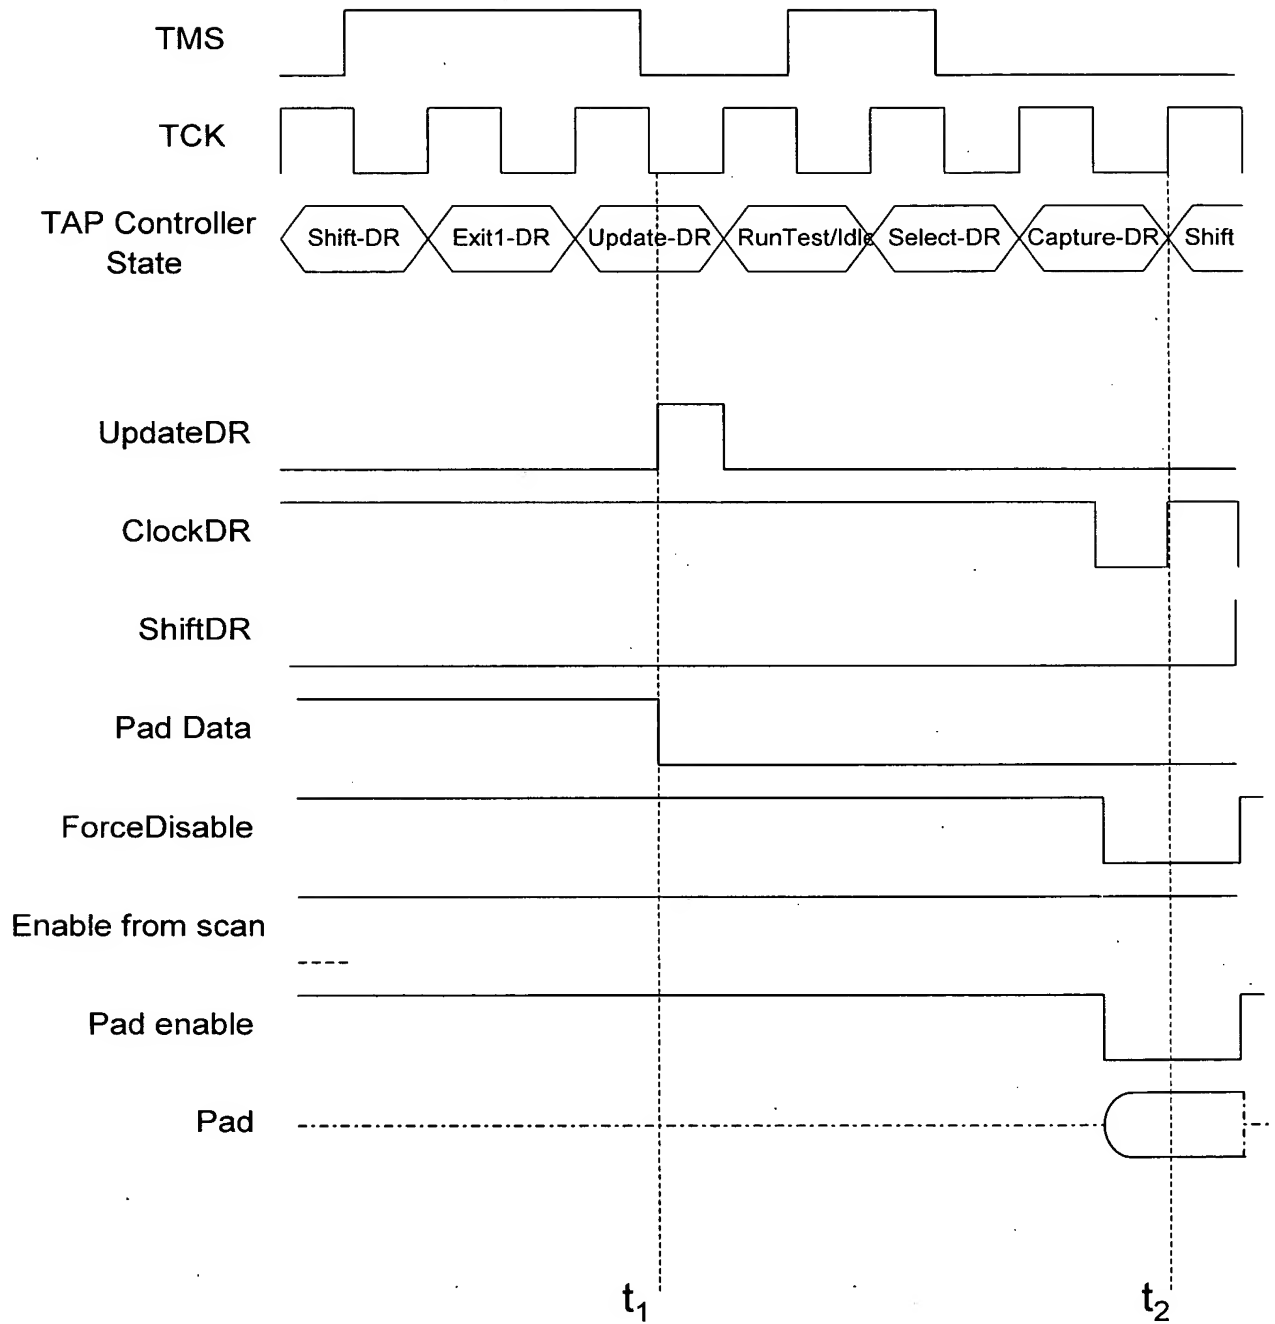 TMS
TCK
TAP Controller
State
Shift-DR Exit1-DR Update-DR RunTest/Idle Select-DR Capture-DR Shift
UpdateDR
ClockDR
ShiftDR
Pad Data
ForceDisable
Enable from scan
Pad enable
Pad
t1 t2